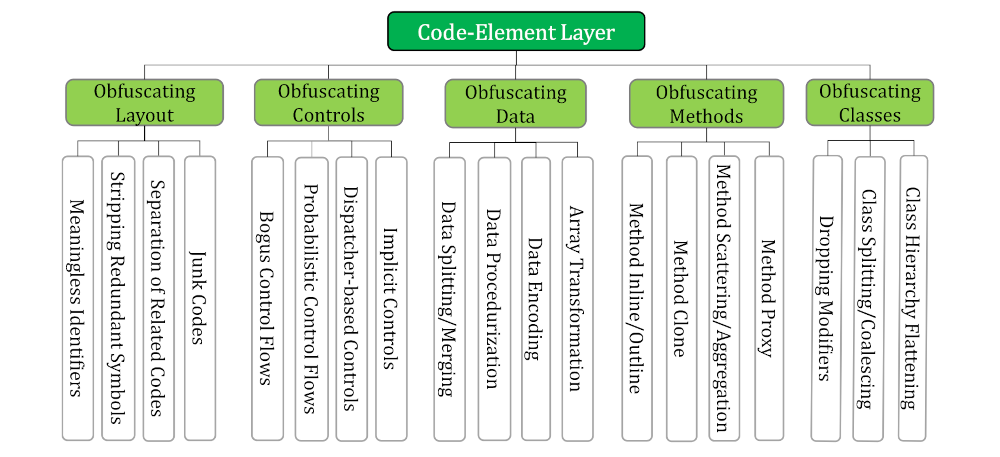 Code-Element Layer
Obfuscating
Layout
Obfuscating
Controls
Obfuscating
Data
Obfuscating
Methods
Obfuscating
Classes
Meaningless Identifiers
Stripping Redundant Symbols
Separation of Related Codes
Junk Codes
Bogus Control Flows
Probabilistic Control Flows
Dispatcher-based Controls
Implicit Controls
Data Splitting/Merging
Data Procedurization
Data Encoding
Array Transformation
Method Inline/Outline
Method Clone
Method Scattering/Aggregation
Method Proxy
Dropping Modifiers
Class Splitting/Coalescing
Class Hierarchy Flattening